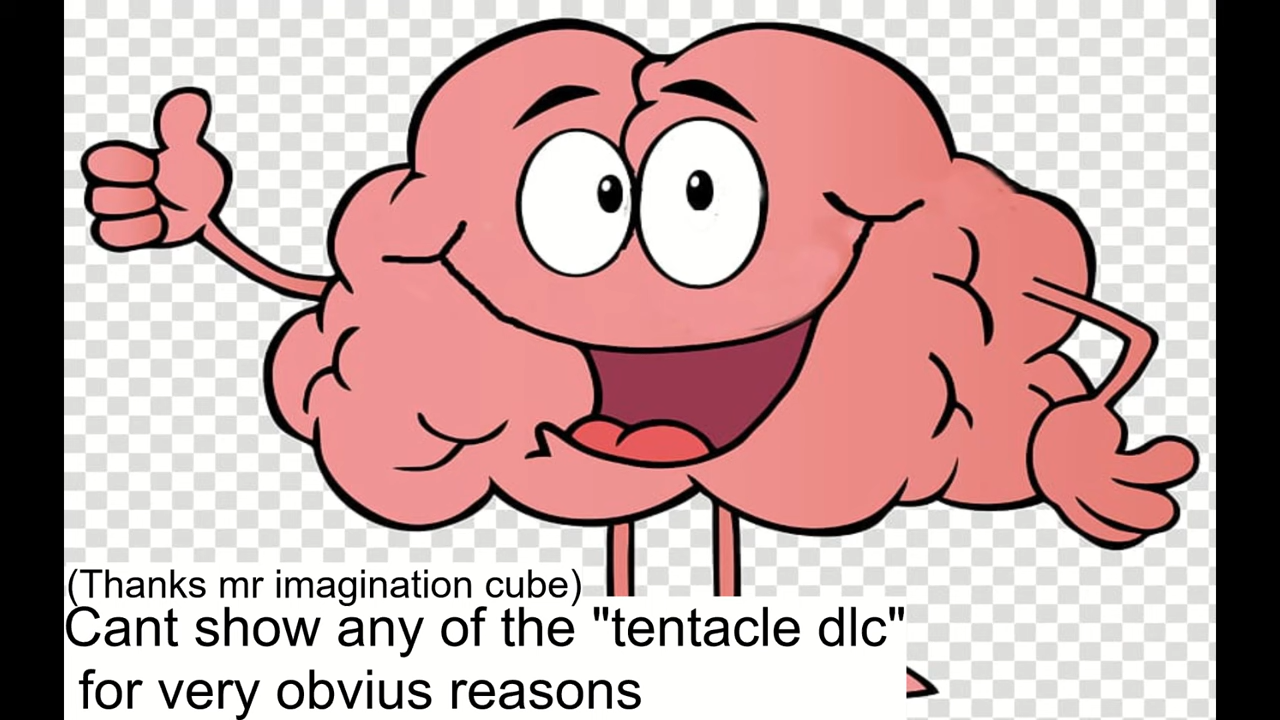 (Thanks mr imagination cube)
Cant show any of the "tentacle dlc"
for very obvius reasons